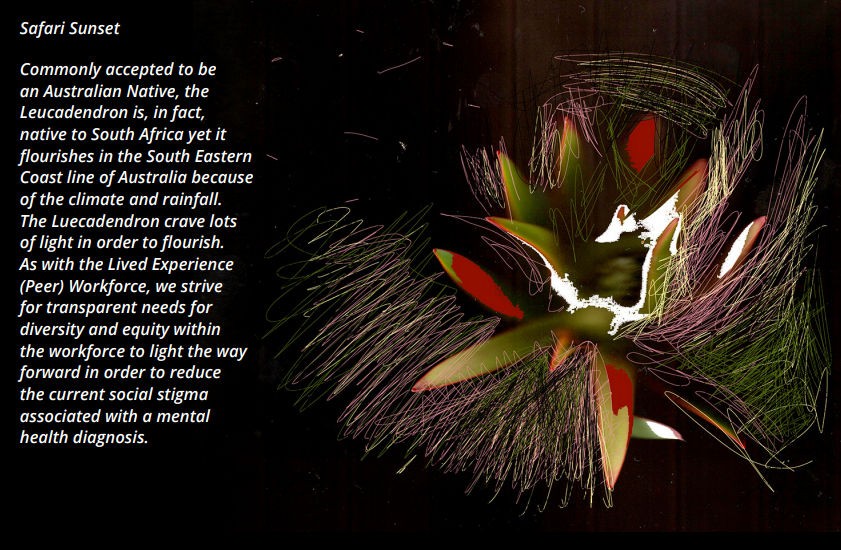 Safari Sunset
Commonly accepted to be
an Australian Native, the
Leucadendron is, in fact,
native to South Africa yet it
flourishes in the South Eastern
Coast line of Australia because
of the climate and rainfall.
The Luecadendron crave lots
of light in order to flourish.
As with the Lived Experience
(Peer) Workforce, we strive
for transparent needs for
diversity and equity within
the workforce to light the way
forward in order to reduce
the current social stigma
associated with a mental
health diagnosis.